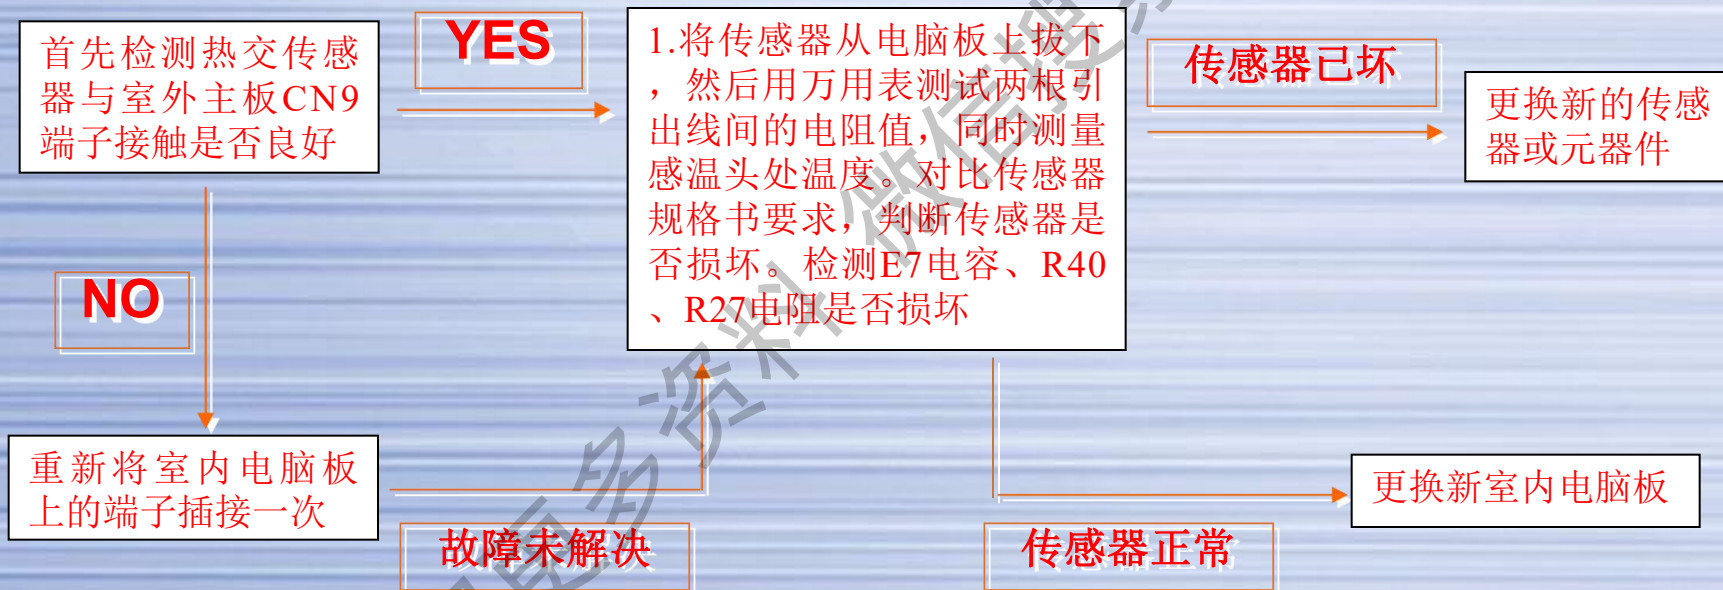 首先检测热交传感
器与室外主板CN9
端子接触是否良好
YES
1.将传感器从电脑板上拔下
，然后用万用表测试两根引
出线间的电阻值，同时测量
感温头处温度。对比传感器
规格书要求，判断传感器是
否损坏。检测E7电容、R40
、R27电阻是否损坏
传感器已坏
更换新的传感
器或元器件
NO
重新将室内电脑板
上的端子插接一次
故障未解决
传感器正常
更换新室内电脑板
更多资料 微信搜